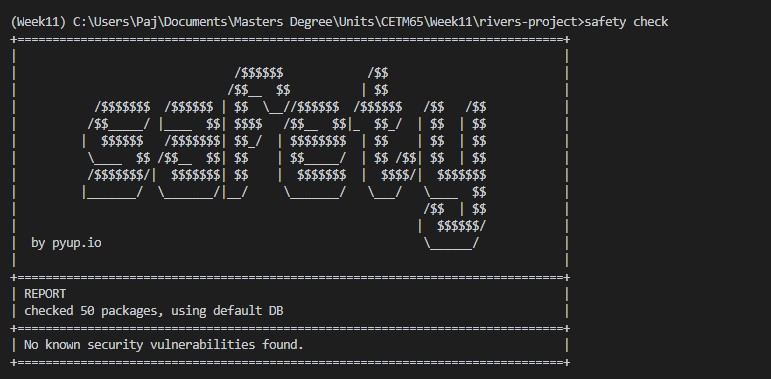 (Week11) C:\Users\Paj\Documents\Masters Degree\Units\CETM65\Week11\rivers-project>safety check
+==============================================================================+
|                                                                              |
|                               /$$$$$$            /$$                         |
|                              /$$__  $$          | $$                         |
|           /$$$$$$$  /$$$$$$ | $$  \__//$$$$$$  /$$$$$$   /$$   /$$           |
|          /$$_____/ |____  $$| $$$$   /$$__  $$|_  $$_/  | $$  | $$           |
|         |  $$$$$$   /$$$$$$$| $$_/  | $$$$$$$$  | $$    | $$  | $$           |
|          \____  $$ /$$__  $$| $$    | $$_____/  | $$ /$$| $$  | $$           |
|          /$$$$$$$/|  $$$$$$$| $$    |  $$$$$$$  |  $$$$/|  $$$$$$$           |
|         |_______/  \_______/|__/     \_______/   \___/   \____  $$           |
|                                                          /$$  | $$           |
|                                                         |  $$$$$$/           |
|  by pyup.io                                              \______/            |
|                                                                              |
+==============================================================================+
| REPORT                                                                       |
| checked 50 packages, using default DB                                        |
+==============================================================================+
| No known security vulnerabilities found.                                     |
+==============================================================================+